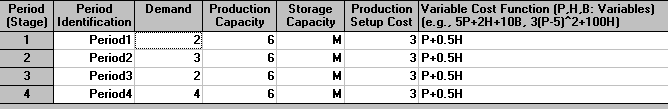 Period (Stage) Period Identification Demand Production Capacity Storage Capacity Production Setup Cost Variable Cost Function (P,H,B: Variables) (e.g., 5P+2H+10B, 3(P-5)^2+100H)
1 Period1 2 6 M 3 P+0.5H
2 Period2 3 6 M 3 P+0.5H
3 Period3 2 6 M 3 P+0.5H
4 Period4 4 6 M 3 P+0.5H